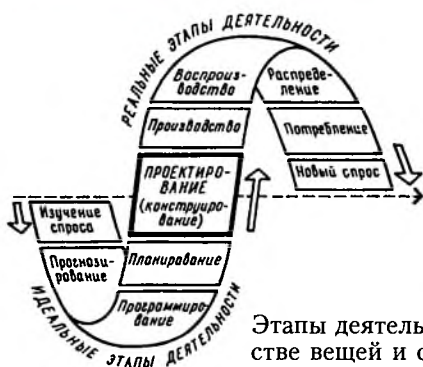 РЕАЛЬНЫЕ ЭТАПЫ ДЕЯТЕЛЬНОСТИ
Воспроиз-
водство
Распреде-
ление
Производство
Потребление
ПРОЕКТИРО-
ВАНИЕ
(конструиро-
вание)
Новый спрос
Изучение
спроса
Прогнози-
рование
Планирование
Программиро-
вание
ИДЕАЛЬНЫЕ ЭТАПЫ ДЕЯТЕЛЬНОСТИ
Этапы деятель
стве вещей и с